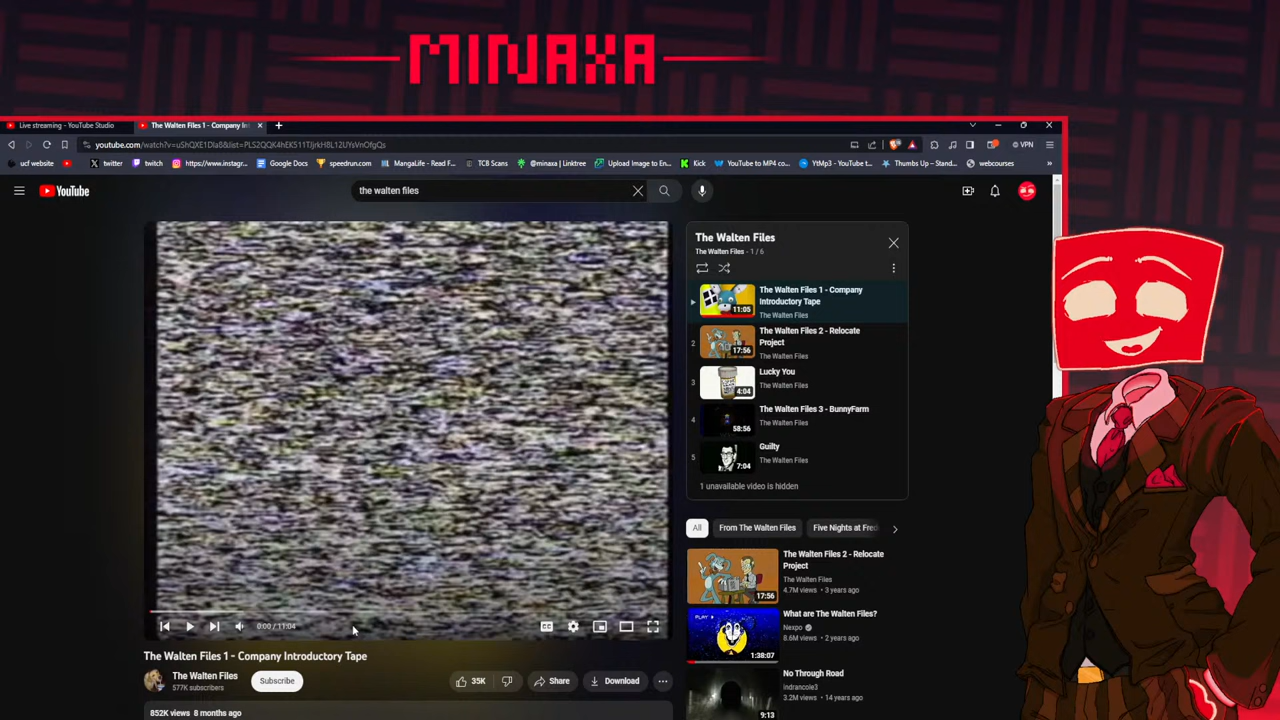 MINAXA
Live streaming - YouTube Studio
The Walten Files 1 - Company In
youtube.com/watch?v=uShQXE1Dla8&list=PLS2QQK4hEK511TJjrkH8L12UYsVnOfgQs
VPN
ucf website
twitter
twitch
https://www.instagr...
Google Docs
speedrun.com
MangaLife - Read F...
TCB Scans
@minaxa | Linktree
Upload Image to En...
Kick
YouTube to MP4 co...
YtMp3 - YouTube t...
Thumbs Up – Stand...
webcourses
YouTube
the walten files
The Walten Files
The Walten Files - 1 / 6
The Walten Files 1 - Company
Introductory Tape
The Walten Files
11:05
2
The Walten Files 2 - Relocate
Project
The Walten Files
17:56
3
Lucky You
The Walten Files
4:04
4
The Walten Files 3 - BunnyFarm
The Walten Files
58:56
5
Guilty
The Walten Files
7:04
1 unavailable video is hidden
All
From The Walten Files
Five Nights at Fred
The Walten Files 2 - Relocate
Project
The Walten Files
4.7M views • 3 years ago
17:56
PLAY
What are The Walten Files?
Nexpo
8.6M views • 2 years ago
1:38:07
No Through Road
indrancole3
3.2M views • 14 years ago
9:13
0:00 / 11:04
CC
The Walten Files 1 - Company Introductory Tape
The Walten Files
577K subscribers
Subscribe
35K
Share
Download
852K views 8 months ago